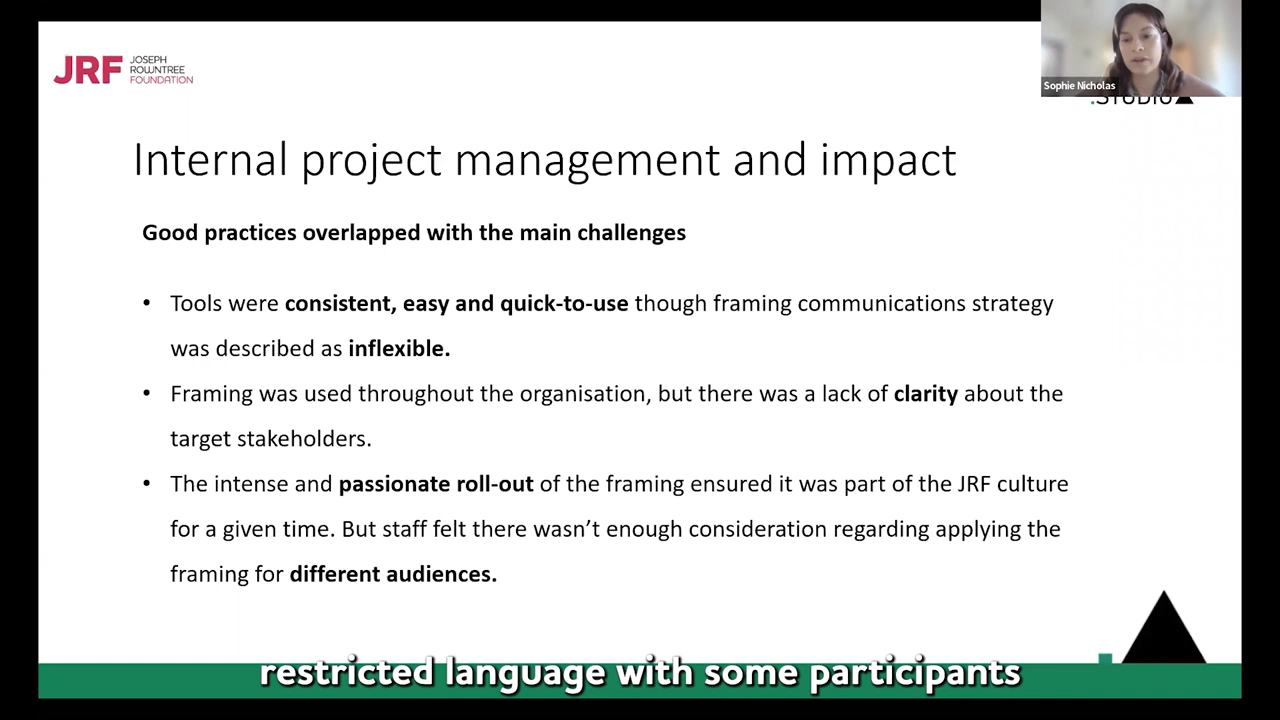 JRF
JOSEPH
ROWNTREE
FOUNDATION
Sophie Nicholas
.STUDIO
Internal project management and impact
Good practices overlapped with the main challenges
• Tools were consistent, easy and quick-to-use though framing communications strategy
was described as inflexible.
• Framing was used throughout the organisation, but there was a lack of clarity about the
target stakeholders.
• The intense and passionate roll-out of the framing ensured it was part of the JRF culture
for a given time. But staff felt there wasn’t enough consideration regarding applying the
framing for different audiences.
restricted language with some participants